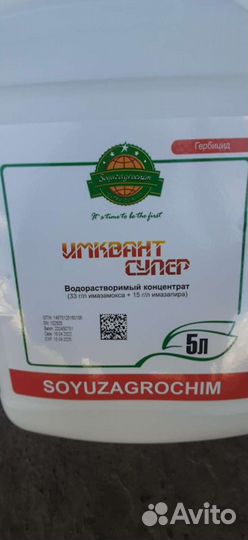 Гербицид
Soyuzagrochim
It's time to be the first
ИМКВАНТ
СУПЕР
Водорастворимый концентрат
(33 г/л имазамокса + 15 г/л имазапира)
5л
SOYUZAGROCHIM
Avito